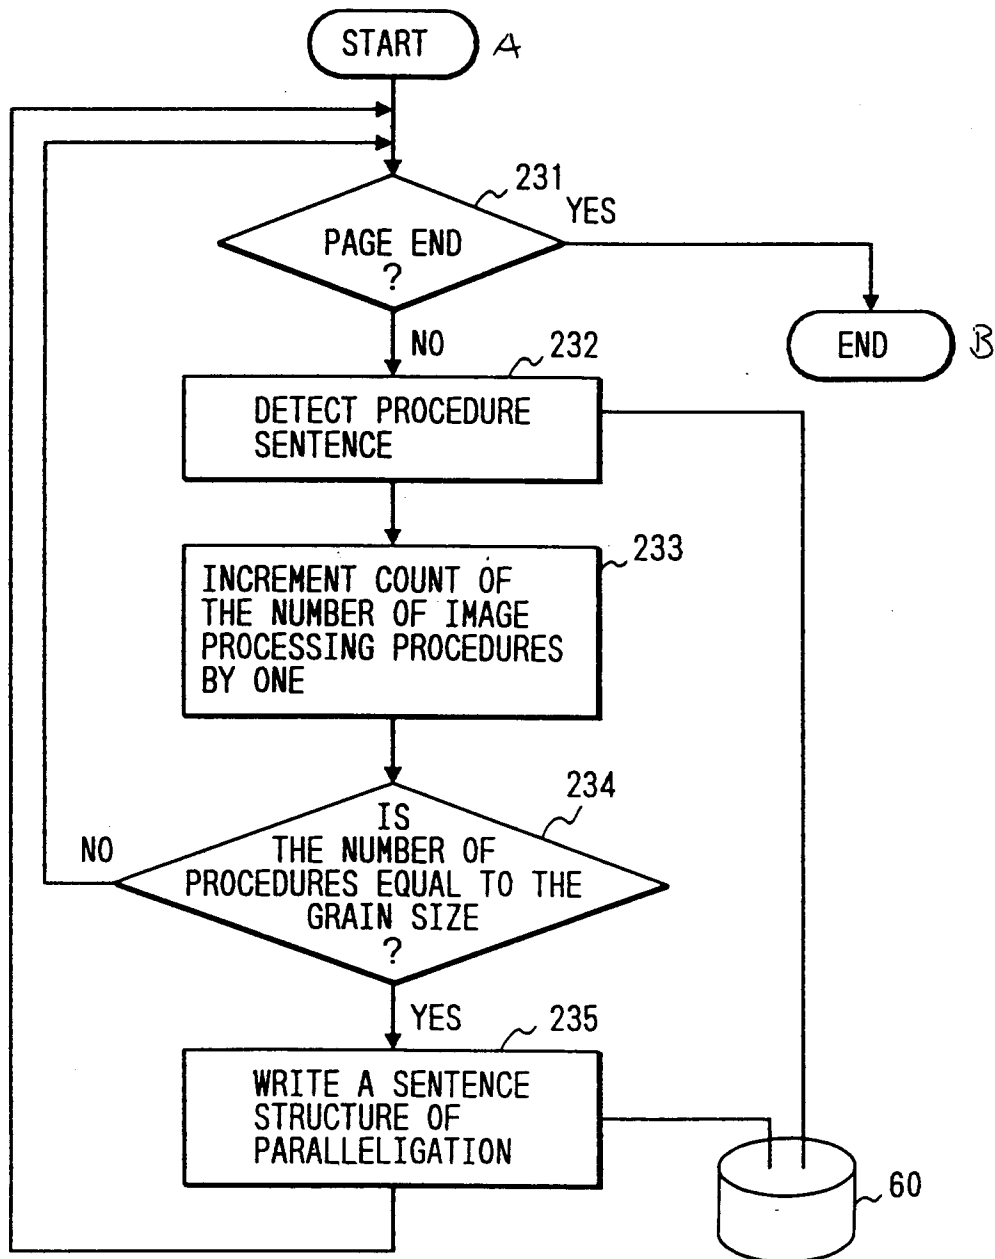 START A
231
YES
PAGE END
?
NO
232
END B
DETECT PROCEDURE
SENTENCE
233
INCREMENT COUNT OF
THE NUMBER OF IMAGE
PROCESSING PROCEDURES
BY ONE
234
NO
IS
THE NUMBER OF
PROCEDURES EQUAL TO THE
GRAIN SIZE
?
YES
235
WRITE A SENTENCE
STRUCTURE OF
PARALLELIGATION
60